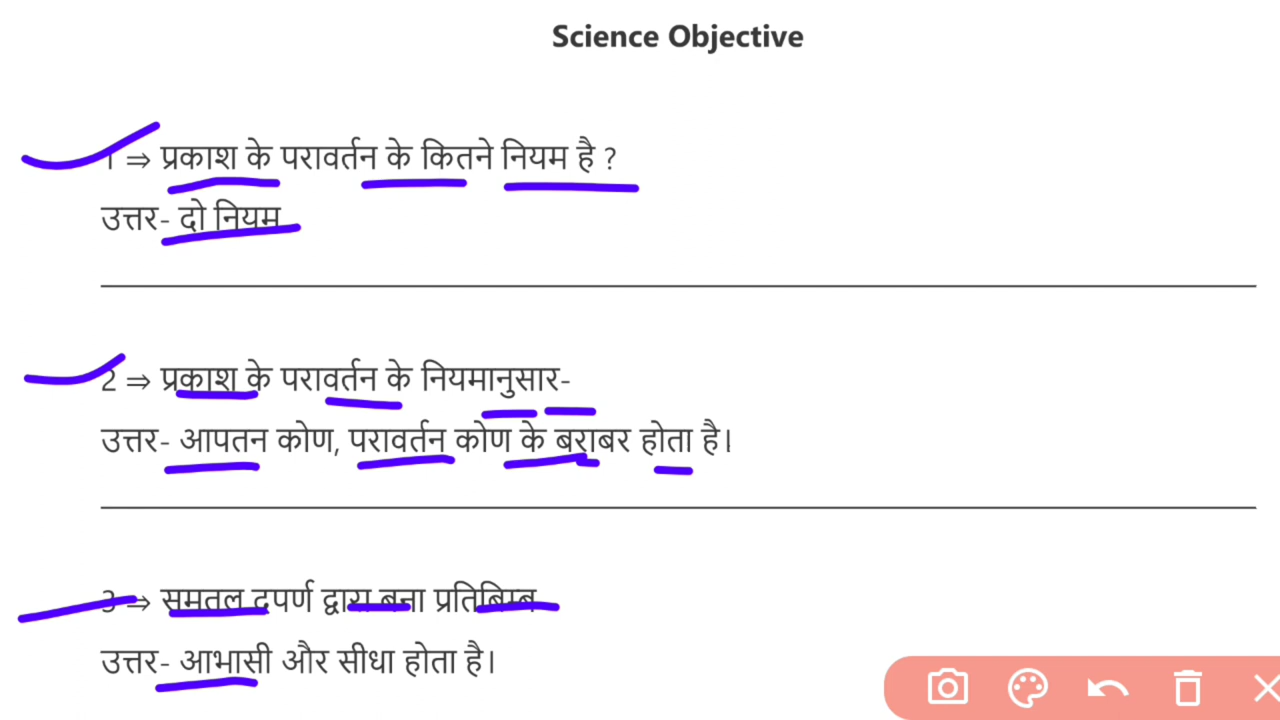 Science Objective
1 ⇒ प्रकाश के परावर्तन के कितने नियम है ?
उत्तर- दो नियम
2 ⇒ प्रकाश के परावर्तन के नियमानुसार-
उत्तर- आपतन कोण, परावर्तन कोण के बराबर होता है।
3 ⇒ समतल दपर्ण द्वारा बना प्रतिबिम्ब
उत्तर- आभासी और सीधा होता है।